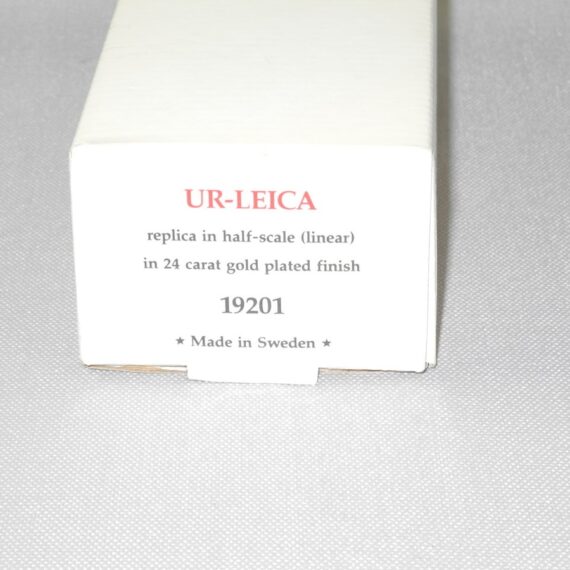 UR-LEICA
replica in half-scale (linear)
in 24 carat gold plated finish
19201
★ Made in Sweden ★